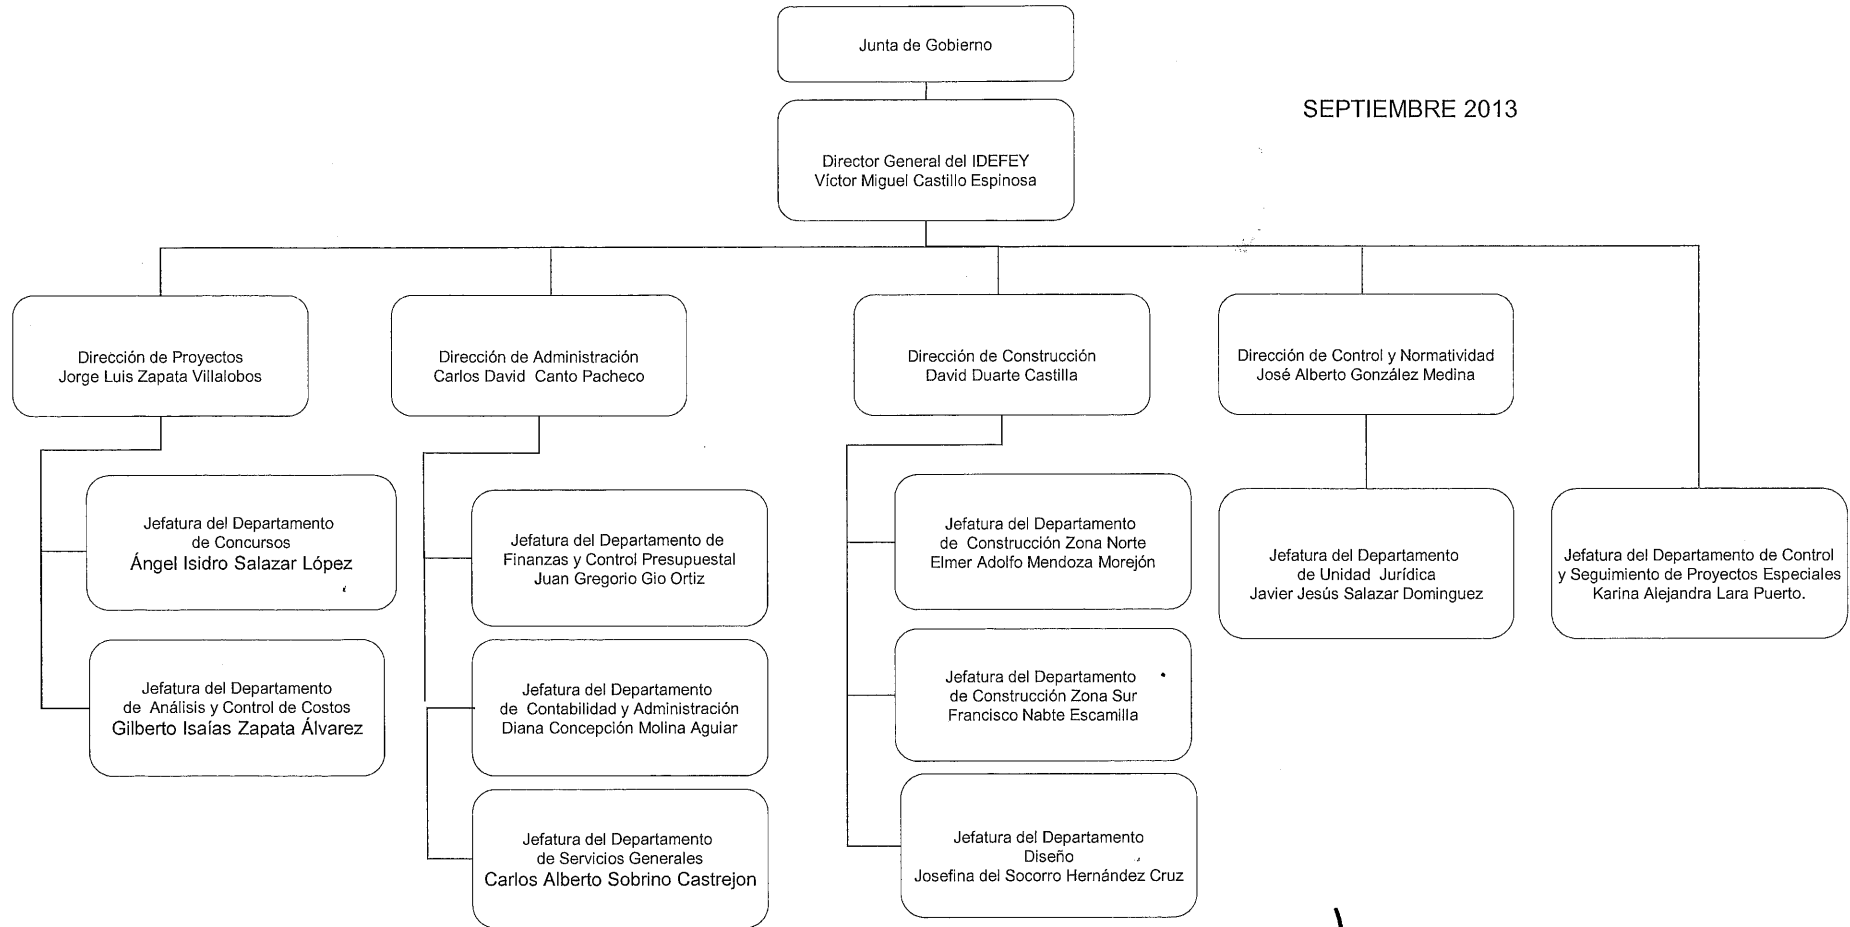 Junta de Gobierno
SEPTIEMBRE 2013
Director General del IDEFEY
Víctor Miguel Castillo Espinosa
Dirección de Proyectos
Jorge Luis Zapata Villalobos
Dirección de Administración
Carlos David Canto Pacheco
Dirección de Construcción
David Duarte Castilla
Dirección de Control y Normatividad
José Alberto González Medina
Jefatura del Departamento
de Concursos
Ángel Isidro Salazar López
Jefatura del Departamento de
Finanzas y Control Presupuestal
Juan Gregorio Gio Ortiz
Jefatura del Departamento
de Construcción Zona Norte
Elmer Adolfo Mendoza Morejón
Jefatura del Departamento
de Unidad Jurídica
Javier Jesús Salazar Dominguez
Jefatura del Departamento de Control
y Seguimiento de Proyectos Especiales
Karina Alejandra Lara Puerto.
Jefatura del Departamento
de Análisis y Control de Costos
Gilberto Isaías Zapata Álvarez
Jefatura del Departamento
de Contabilidad y Administración
Diana Concepción Molina Aguiar
Jefatura del Departamento
de Construcción Zona Sur
Francisco Nabte Escamilla
Jefatura del Departamento
de Servicios Generales
Carlos Alberto Sobrino Castrejon
Jefatura del Departamento
Diseño
Josefina del Socorro Hernández Cruz